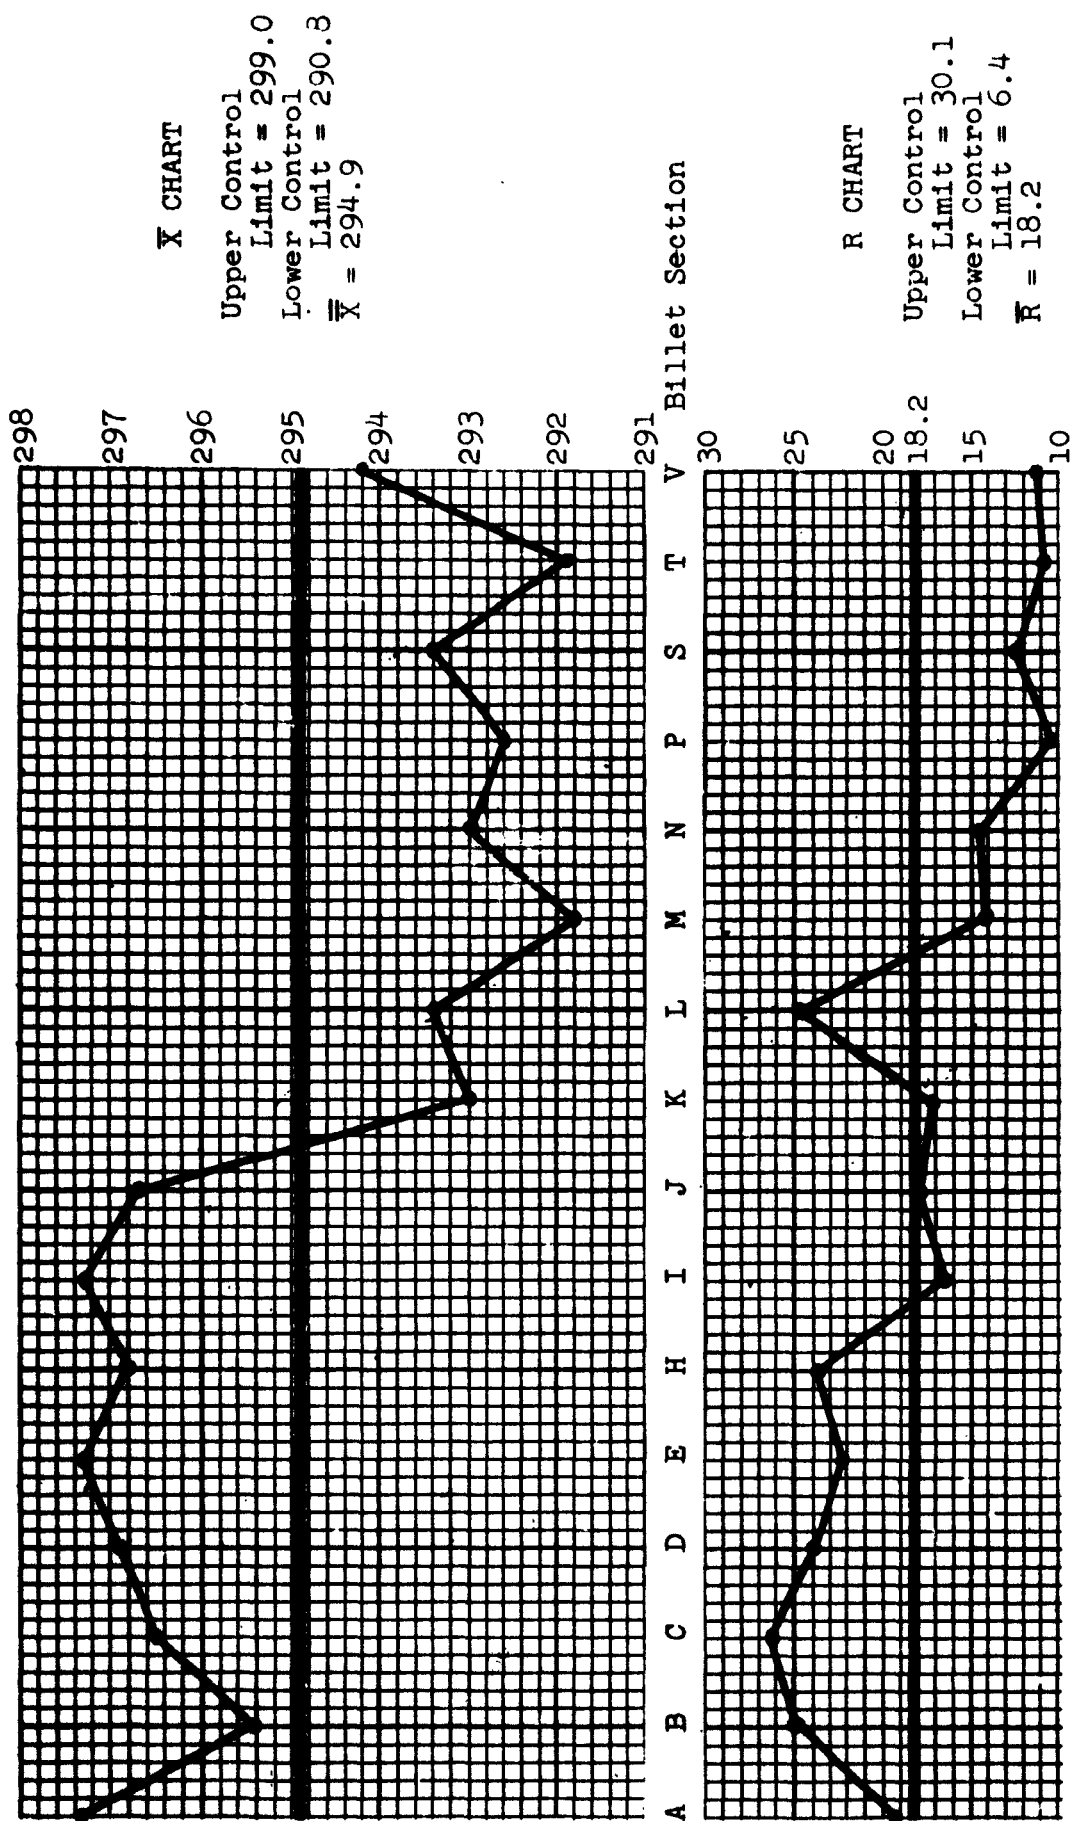 X̅ CHART
Upper Control
Limit = 299.0
Lower Control
Limit = 290.8
X̿ = 294.9
298
297
296
295
294
293
292
291
A B C D E H I J K L M N P S T V Billet Section
30
25
20
18.2
15
10
R CHART
Upper Control
Limit = 30.1
Lower Control
Limit = 6.4
R̅ = 18.2